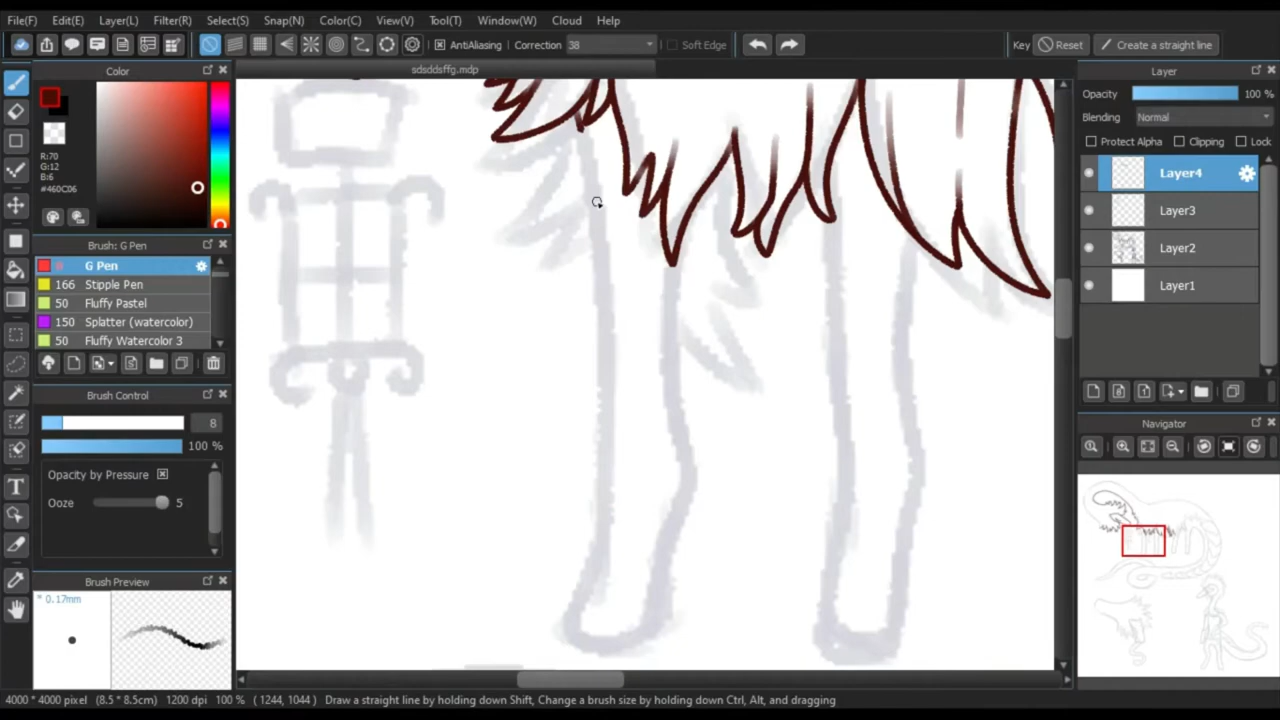 File(F) Edit(E) Layer(L) Filter(R) Select(S) Snap(N) Color(C) View(V) Tool(T) Window(W) Cloud Help
AntiAliasing Correction 38 Soft Edge Key Reset Create a straight line
Color
sdsddsffg.mdp
Layer
Opacity 100 %
Blending Normal
Protect Alpha Clipping Lock
R:70
G:12
B:6
#460C06
Layer4
Layer3
Layer2
Layer1
Brush: G Pen
8 G Pen
166 Stipple Pen
50 Fluffy Pastel
150 Splatter (watercolor)
50 Fluffy Watercolor 3
Brush Control
8
100 %
Opacity by Pressure
Ooze 5
Navigator
Brush Preview
* 0.17mm
4000 * 4000 pixel (8.5 * 8.5cm) 1200 dpi 100 % ( 1244, 1044 ) Draw a straight line by holding down Shift, Change a brush size by holding down Ctrl, Alt, and dragging